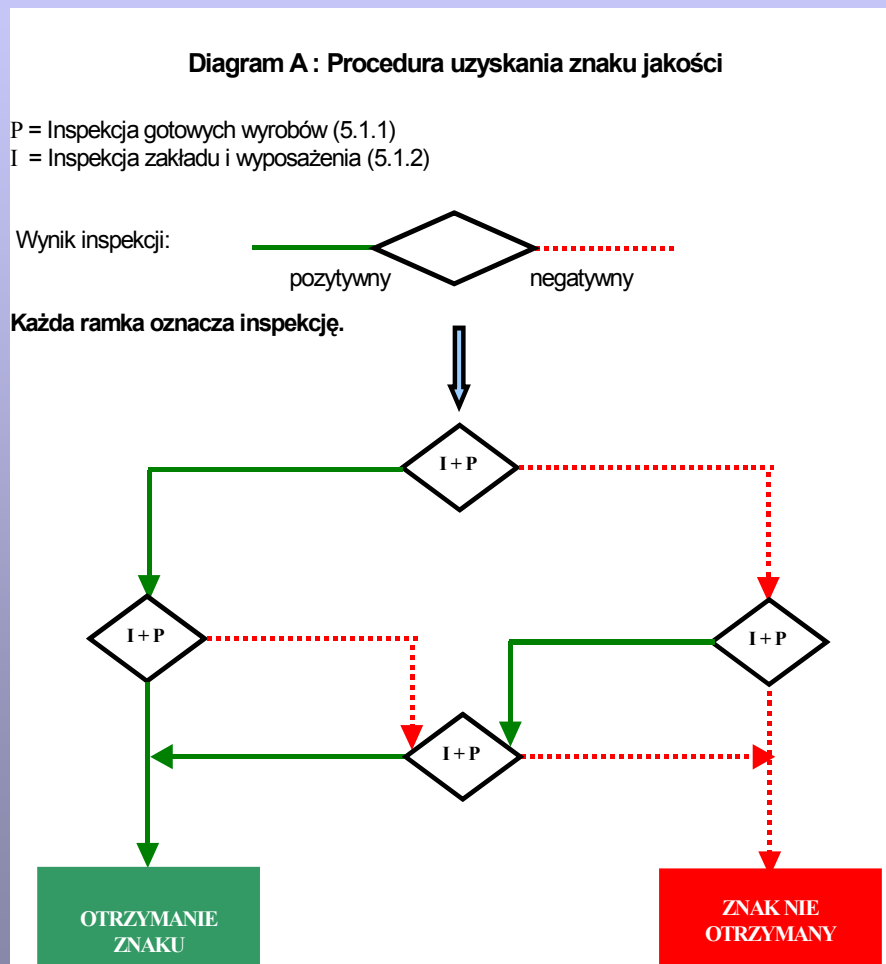 Diagram A : Procedura uzyskania znaku jakości
P = Inspekcja gotowych wyrobów (5.1.1)
I = Inspekcja zakładu i wyposażenia (5.1.2)
Wynik inspekcji:
pozytywny negatywny
Każda ramka oznacza inspekcję.
I + P
I + P I + P
I + P
OTRZYMANIE
ZNAKU
ZNAK NIE
OTRZYMANY